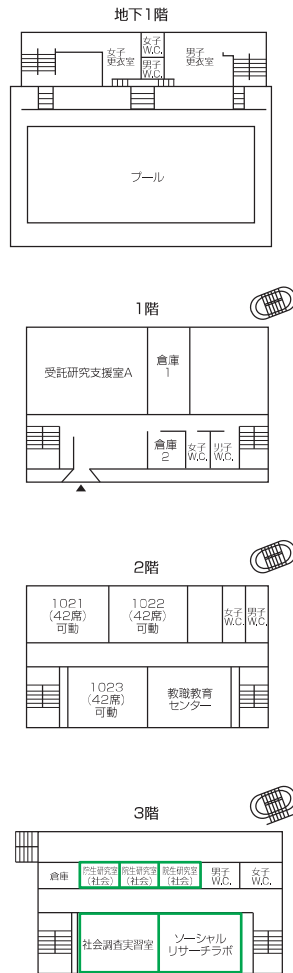 地下1階
女子
W.C.
女子
更衣室
男子
更衣室
男子
W.C.
プール
1階
受託研究支援室A
倉庫
1
倉庫
2
女子
W.C.
男子
W.C.
2階
1021
(42席)
可動
1022
(42席)
可動
女子
W.C.
男子
W.C.
1023
(42席)
可動
教職教育
センター
3階
倉庫
院生研究室
(社会)
院生研究室
(社会)
院生研究室
(社会)
男子
W.C.
女子
W.C.
社会調査実習室
ソーシャル
リサーチラボ